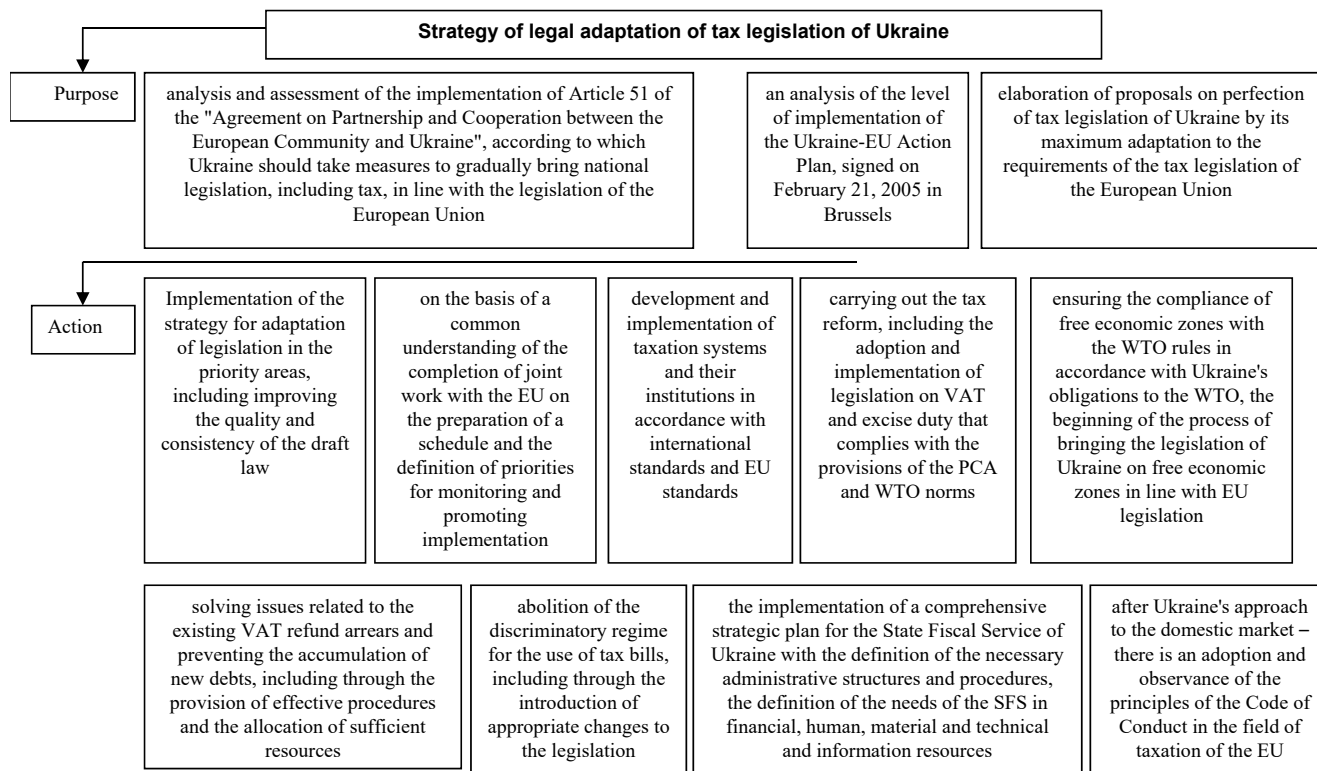 Strategy of legal adaptation of tax legislation of Ukraine
Purpose
analysis and assessment of the implementation of Article 51 of
the "Agreement on Partnership and Cooperation between the
European Community and Ukraine", according to which
Ukraine should take measures to gradually bring national
legislation, including tax, in line with the legislation of the
European Union
an analysis of the level
of implementation of
the Ukraine-EU Action
Plan, signed on
February 21, 2005 in
Brussels
elaboration of proposals on perfection
of tax legislation of Ukraine by its
maximum adaptation to the
requirements of the tax legislation of
the European Union
Action
Implementation of the
strategy for adaptation
of legislation in the
priority areas,
including improving
the quality and
consistency of the draft
law
on the basis of a
common
understanding of the
completion of joint
work with the EU on
the preparation of a
schedule and the
definition of priorities
for monitoring and
promoting
implementation
development and
implementation of
taxation systems
and their
institutions in
accordance with
international
standards and EU
standards
carrying out the tax
reform, including the
adoption and
implementation of
legislation on VAT
and excise duty that
complies with the
provisions of the PCA
and WTO norms
ensuring the compliance of
free economic zones with
the WTO rules in
accordance with Ukraine's
obligations to the WTO, the
beginning of the process of
bringing the legislation of
Ukraine on free economic
zones in line with EU
legislation
solving issues related to the
existing VAT refund arrears and
preventing the accumulation of
new debts, including through the
provision of effective procedures
and the allocation of sufficient
resources
abolition of the
discriminatory regime
for the use of tax bills,
including through the
introduction of
appropriate changes to
the legislation
the implementation of a comprehensive
strategic plan for the State Fiscal Service of
Ukraine with the definition of the necessary
administrative structures and procedures,
the definition of the needs of the SFS in
financial, human, material and technical
and information resources
after Ukraine's approach
to the domestic market –
there is an adoption and
observance of the
principles of the Code of
Conduct in the field of
taxation of the EU